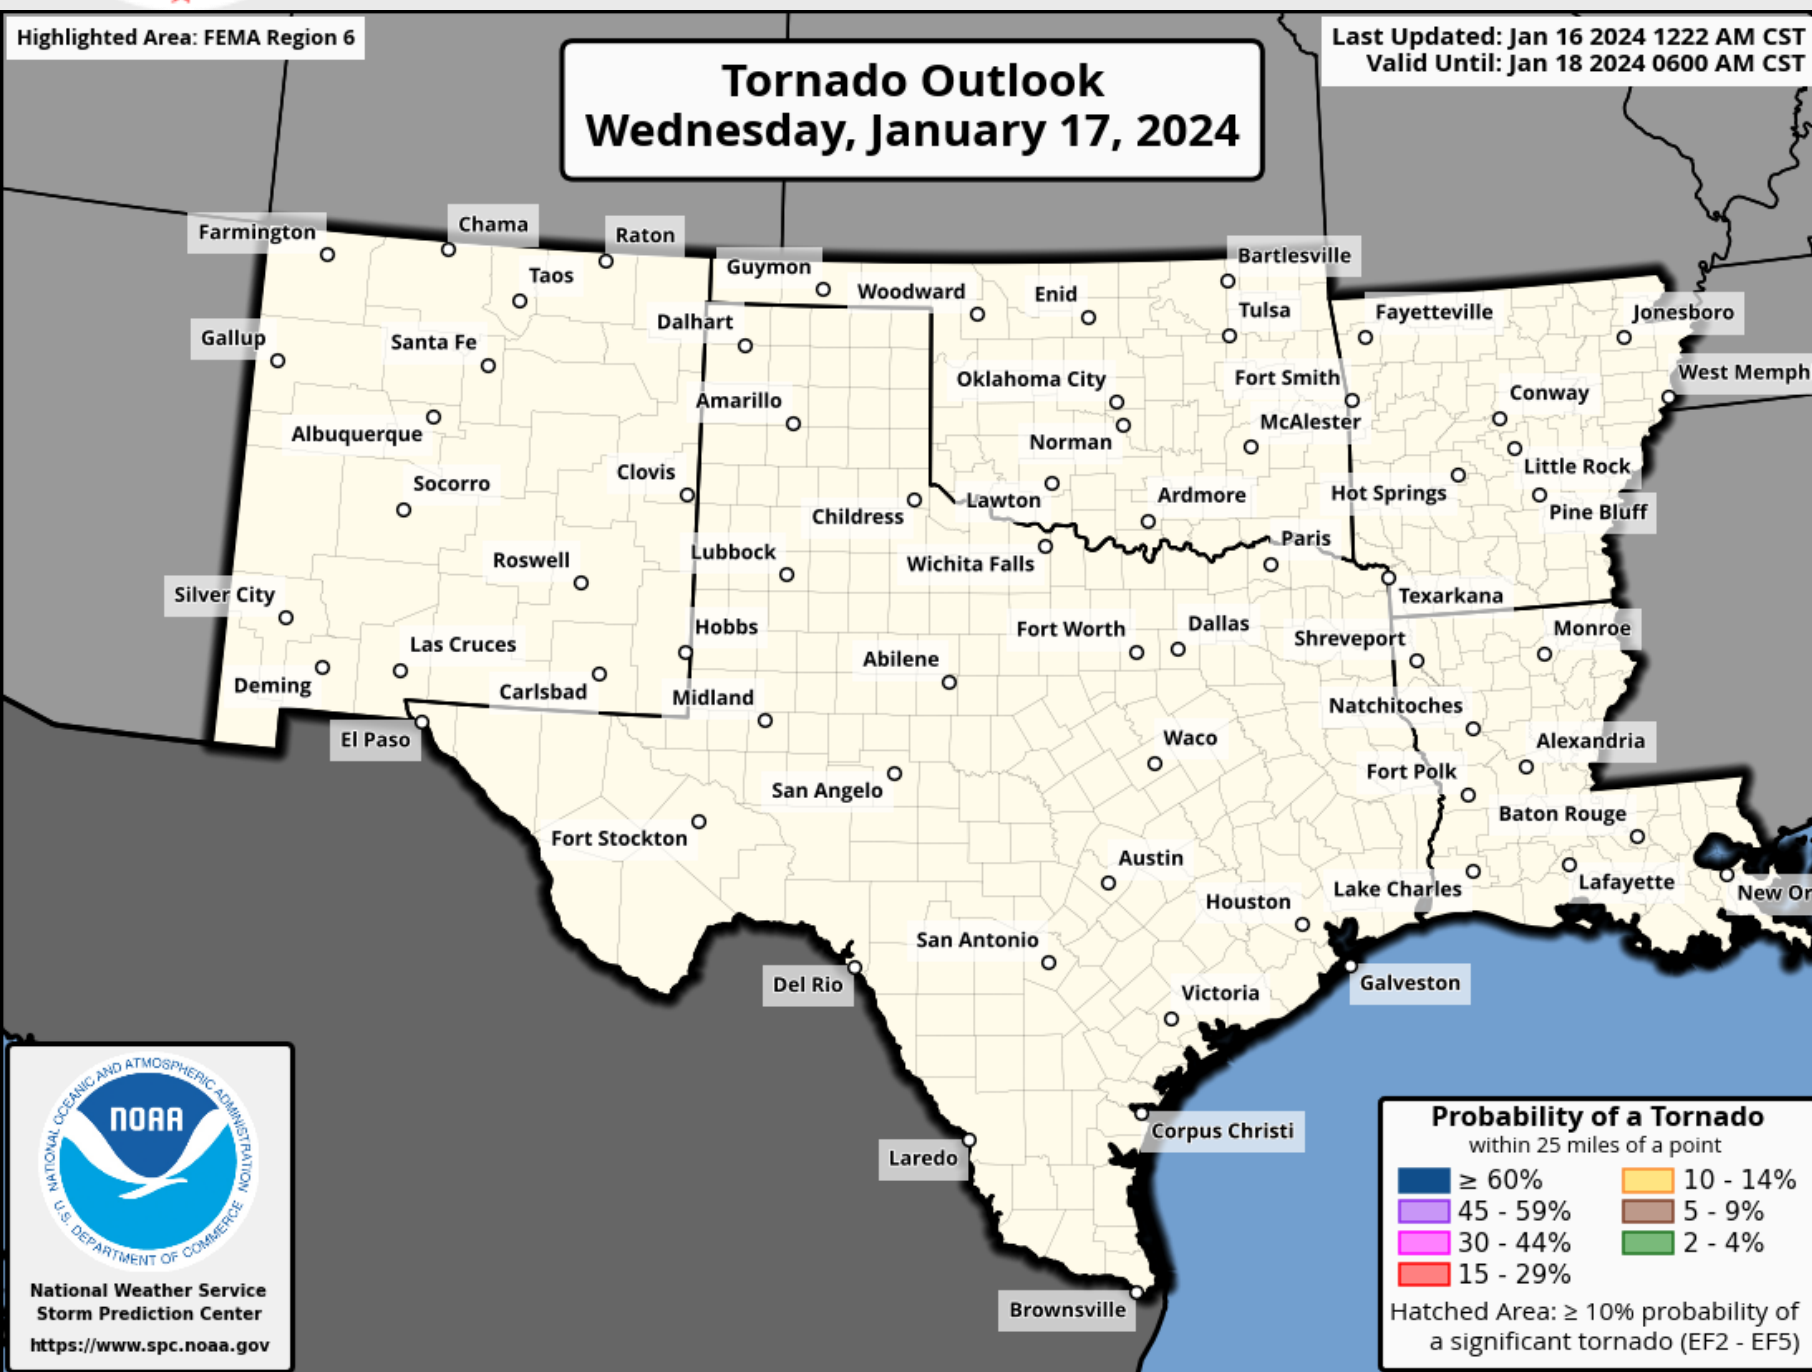 Highlighted Area: FEMA Region 6
Last Updated: Jan 16 2024 1222 AM CST
Valid Until: Jan 18 2024 0600 AM CST
Tornado Outlook
Wednesday, January 17, 2024
Farmington
Chama
Raton
Taos
Guymon
Woodward
Enid
Bartlesville
Tulsa
Fayetteville
Jonesboro
Gallup
Santa Fe
Dalhart
Oklahoma City
Fort Smith
Conway
West Memph
Amarillo
Albuquerque
Norman
McAlester
Little Rock
Socorro
Clovis
Childress
Lawton
Ardmore
Hot Springs
Pine Bluff
Roswell
Lubbock
Wichita Falls
Paris
Silver City
Texarkana
Las Cruces
Hobbs
Fort Worth
Dallas
Shreveport
Monroe
Deming
Carlsbad
Midland
Abilene
Natchitoches
El Paso
Waco
Alexandria
San Angelo
Fort Polk
Fort Stockton
Baton Rouge
Austin
Houston
Lake Charles
Lafayette
New Or
San Antonio
Del Rio
Victoria
Galveston
Corpus Christi
Laredo
Brownsville
NATIONAL OCEANIC AND ATMOSPHERIC ADMINISTRATION
NOAA
U.S. DEPARTMENT OF COMMERCE
National Weather Service
Storm Prediction Center
https://www.spc.noaa.gov
Probability of a Tornado
within 25 miles of a point
≥ 60%
10 - 14%
45 - 59%
5 - 9%
30 - 44%
2 - 4%
15 - 29%
Hatched Area: ≥ 10% probability of
a significant tornado (EF2 - EF5)